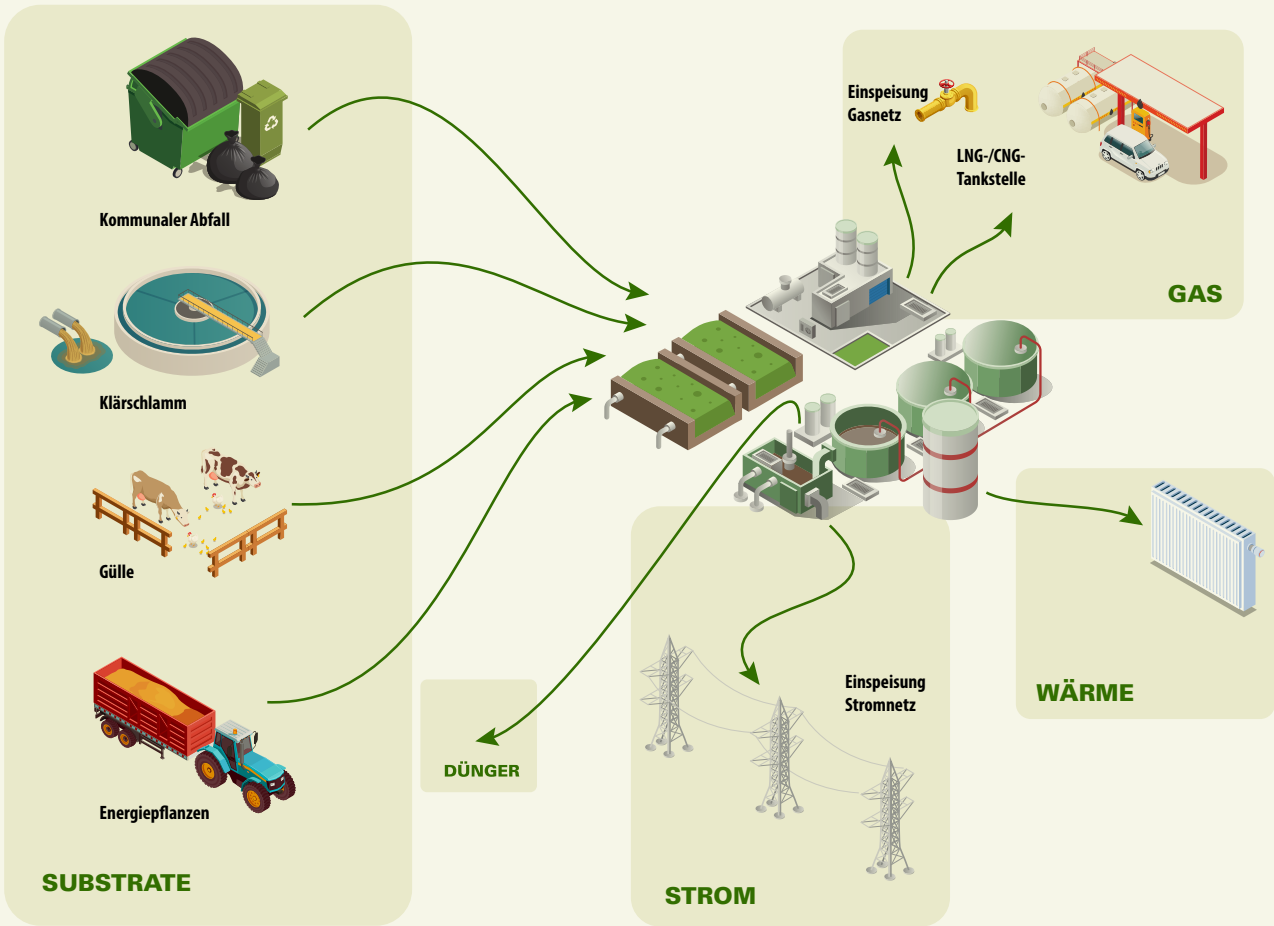 Kommunaler Abfall
Klärschlamm
Gülle
Energiepflanzen
SUBSTRATE
DÜNGER
Einspeisung
Gasnetz
LNG-/CNG-
Tankstelle
GAS
WÄRME
Einspeisung
Stromnetz
STROM